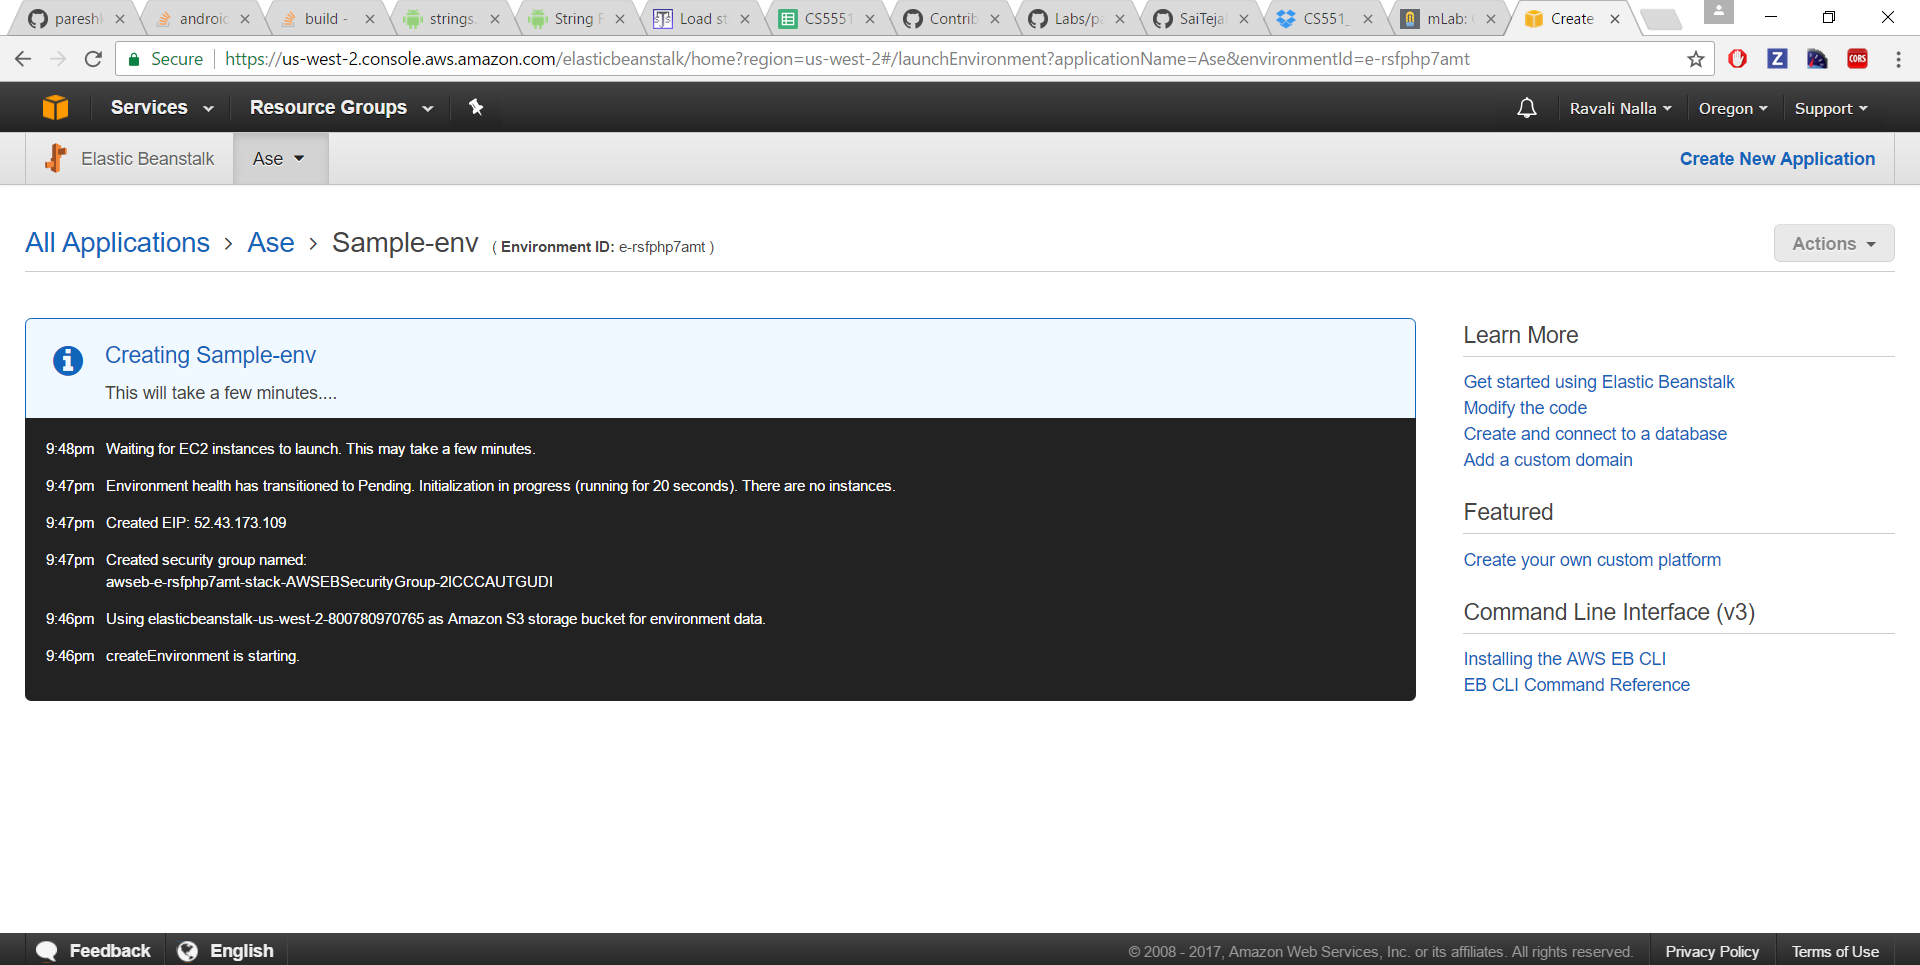 pareshk
android
build -
strings.
String F
Load st
CS5551
Contrib
Labs/pa
SaiTeja
CS551_
mLab:
Create
Secure
https://us-west-2.console.aws.amazon.com/elasticbeanstalk/home?region=us-west-2#/launchEnvironment?applicationName=Ase&environmentId=e-rsfphp7amt
Z
CORS
Services
Resource Groups
Ravali Nalla
Oregon
Support
Elastic Beanstalk
Ase
Create New Application
All Applications › Ase › Sample-env ( Environment ID: e-rsfphp7amt )
Actions
Creating Sample-env
This will take a few minutes....
9:48pm Waiting for EC2 instances to launch. This may take a few minutes.
9:47pm Environment health has transitioned to Pending. Initialization in progress (running for 20 seconds). There are no instances.
9:47pm Created EIP: 52.43.173.109
9:47pm Created security group named:
awseb-e-rsfphp7amt-stack-AWSEBSecurityGroup-2ICCCAUTGUDI
9:46pm Using elasticbeanstalk-us-west-2-800780970765 as Amazon S3 storage bucket for environment data.
9:46pm createEnvironment is starting.
Learn More
Get started using Elastic Beanstalk
Modify the code
Create and connect to a database
Add a custom domain
Featured
Create your own custom platform
Command Line Interface (v3)
Installing the AWS EB CLI
EB CLI Command Reference
Feedback
English
© 2008 - 2017, Amazon Web Services, Inc. or its affiliates. All rights reserved.
Privacy Policy
Terms of Use